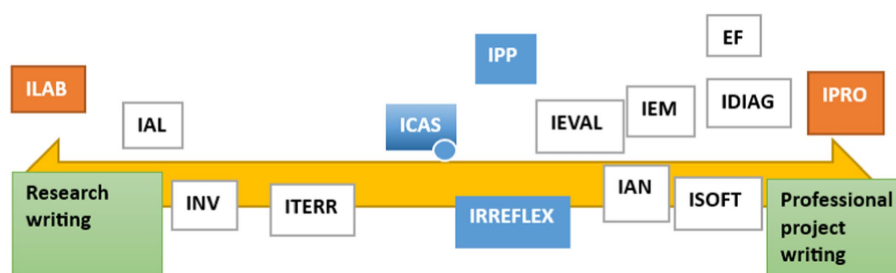 EF
IPP
ILAB
IPRO
IDIAG
IEM
IAL
ICAS
IEVAL
Research
writing
INV
ITERR
IRREFLEX
IAN
ISOFT
Professional
project
writing